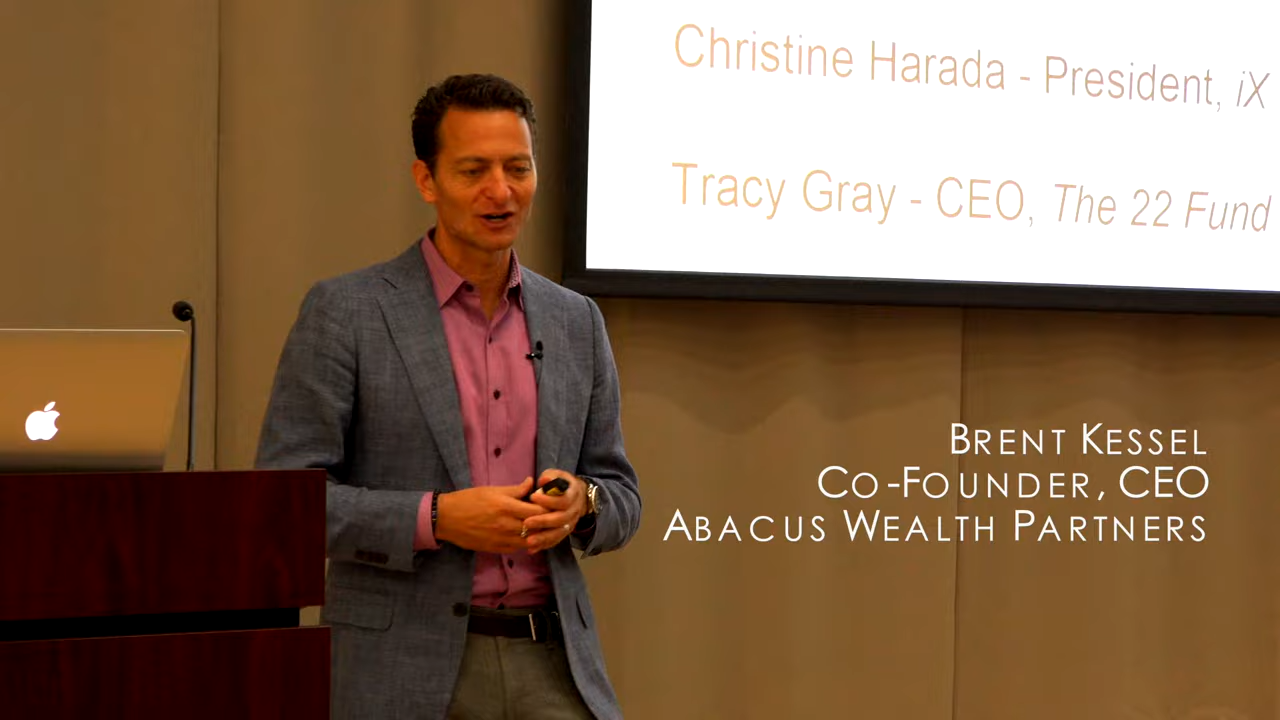 Christine Harada - President, iX
Tracy Gray - CEO, The 22 Fund
BRENT KESSEL
CO-FOUNDER, CEO
ABACUS WEALTH PARTNERS